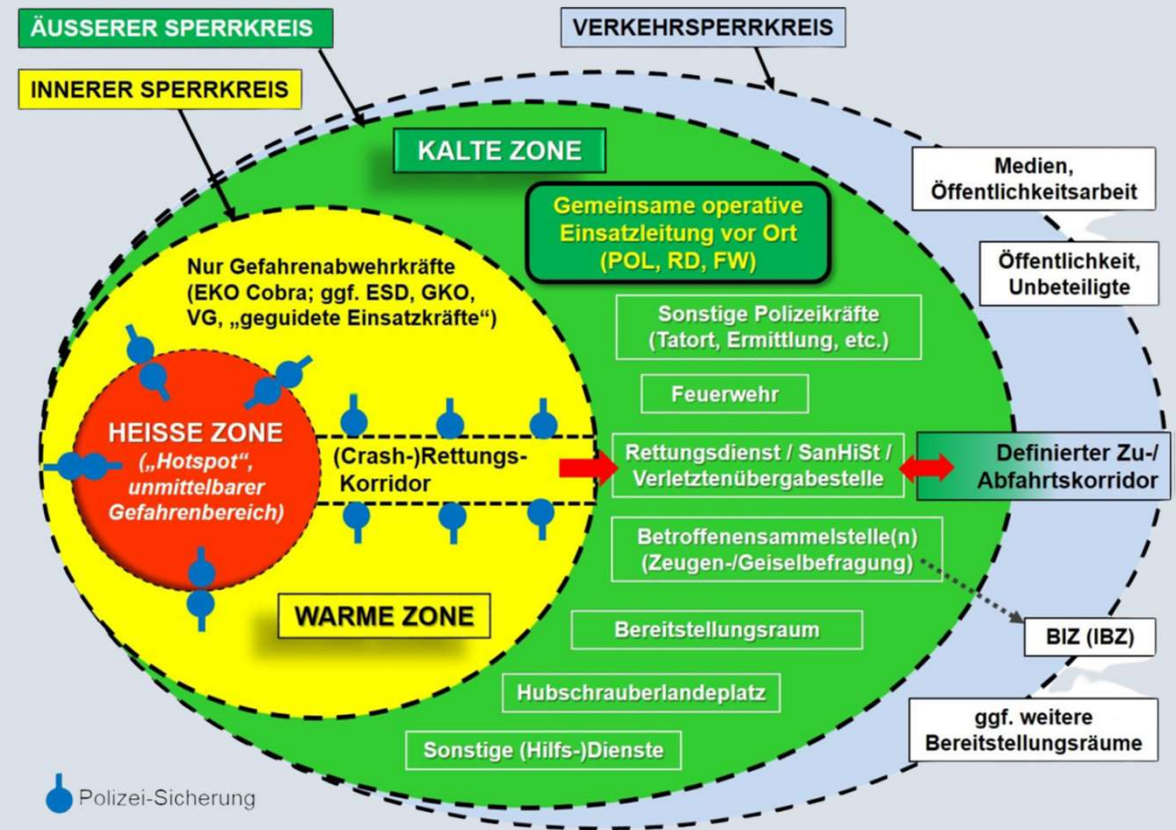 ÄUSSERER SPERRKREIS
VERKEHRSPERRKREIS
INNERER SPERRKREIS
KALTE ZONE
Medien,
Öffentlichkeitsarbeit
Gemeinsame operative
Einsatzleitung vor Ort
(POL, RD, FW)
Öffentlichkeit,
Unbeteiligte
Nur Gefahrenabwehrkräfte
(EKO Cobra; ggf. ESD, GKO,
VG, „geguidete Einsatzkräfte“)
Sonstige Polizeikräfte
(Tatort, Ermittlung, etc.)
Feuerwehr
HEISSE ZONE
(„Hotspot“,
unmittelbarer
Gefahrenbereich)
(Crash-)Rettungs-
Korridor
Rettungsdienst / SanHiSt /
Verletztenübergabestelle
Definierter Zu-/
Abfahrtskorridor
Betroffenensammelstelle(n)
(Zeugen-/Geiselbefragung)
WARME ZONE
Bereitstellungsraum
BIZ (IBZ)
Hubschrauberlandeplatz
ggf. weitere
Bereitstellungsräume
Sonstige (Hilfs-)Dienste
Polizei-Sicherung